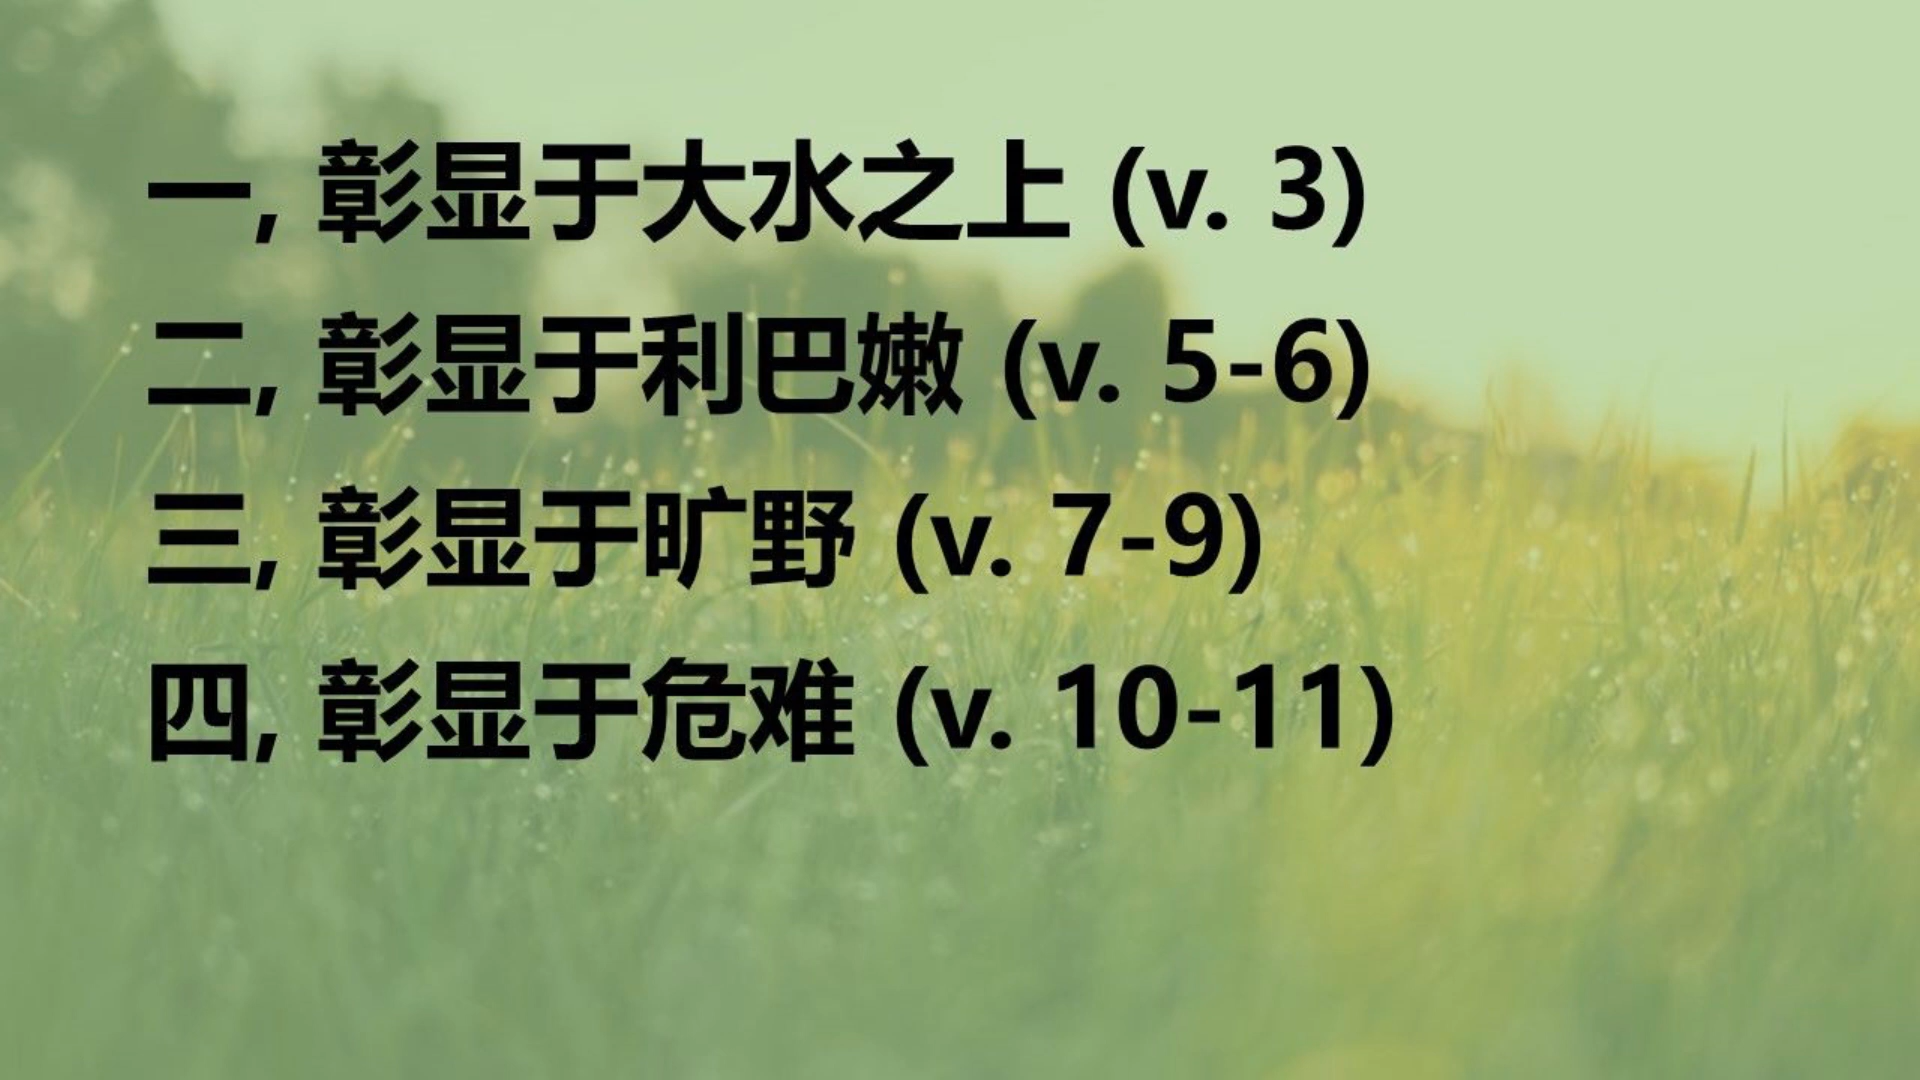 一, 彰显于大水之上 (v. 3)
二, 彰显于利巴嫩 (v. 5-6)
三, 彰显于旷野 (v. 7-9)
四, 彰显于危难 (v. 10-11)